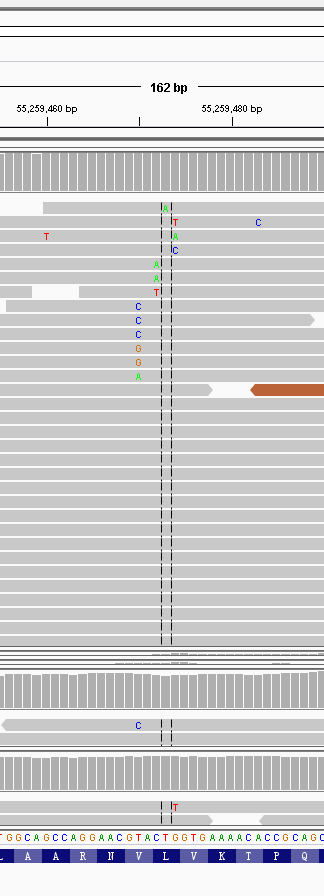 162 bp
55,259,460 bp 55,259,480 bp
A
T C
T A
C
A
A
T
C
C
C
G
G
A
C
T
TGGCAGCCAGGAACGTACTGGTGAAAACACCGCAGC
L A A R N V L V K T P Q